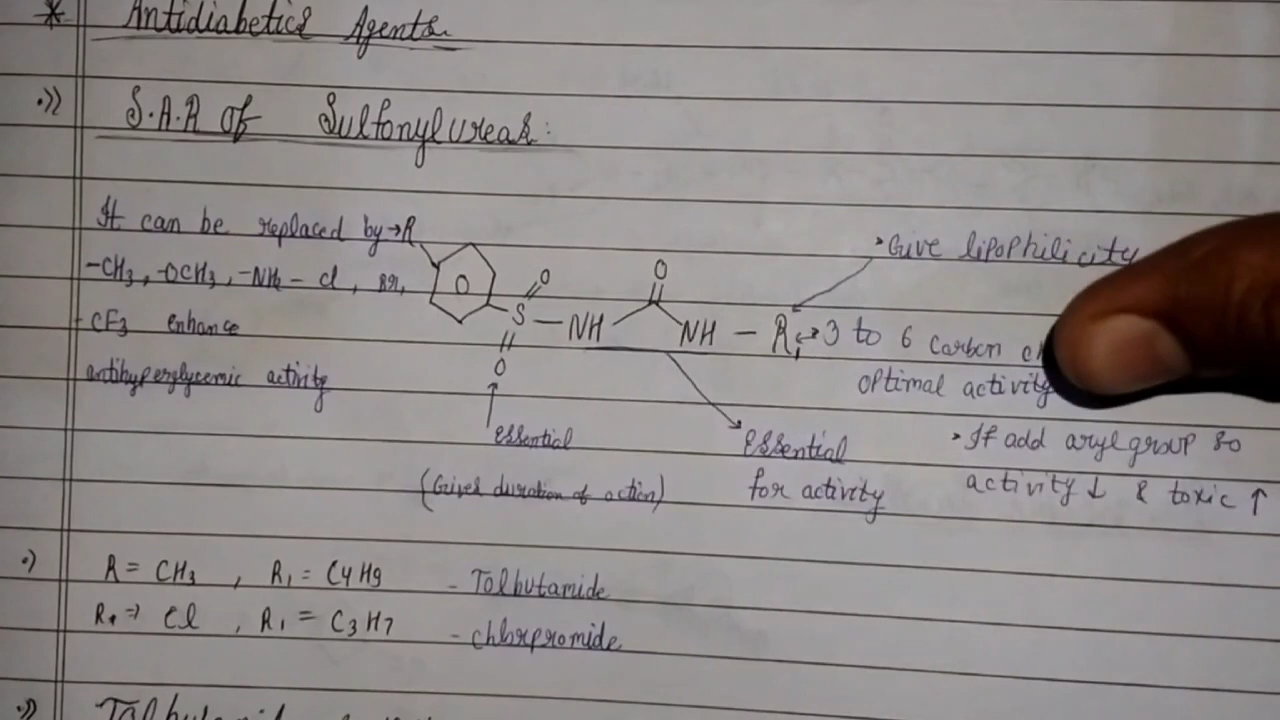 * Antidiabetics Agents
.)) S.A.R of Sulfonylureas:
It can be replaced by → R
-CH3, -OCH3, -NH2 - Cl, Br,
- CF3 enhance
antihyperglycemic activity
O
S
O
NH
O
NH - R1
Give lipophilicity
↔ 3 to 6 Carbon
optimal activity
essential
(Gives duration of action)
Essential
for activity
If add aryl group so
activity ↓ & toxic ↑
.) R = CH3 , R1 = C4H9 - Tolbutamide
R ⇒ Cl , R1 = C3H7 - chlorpromide
.))